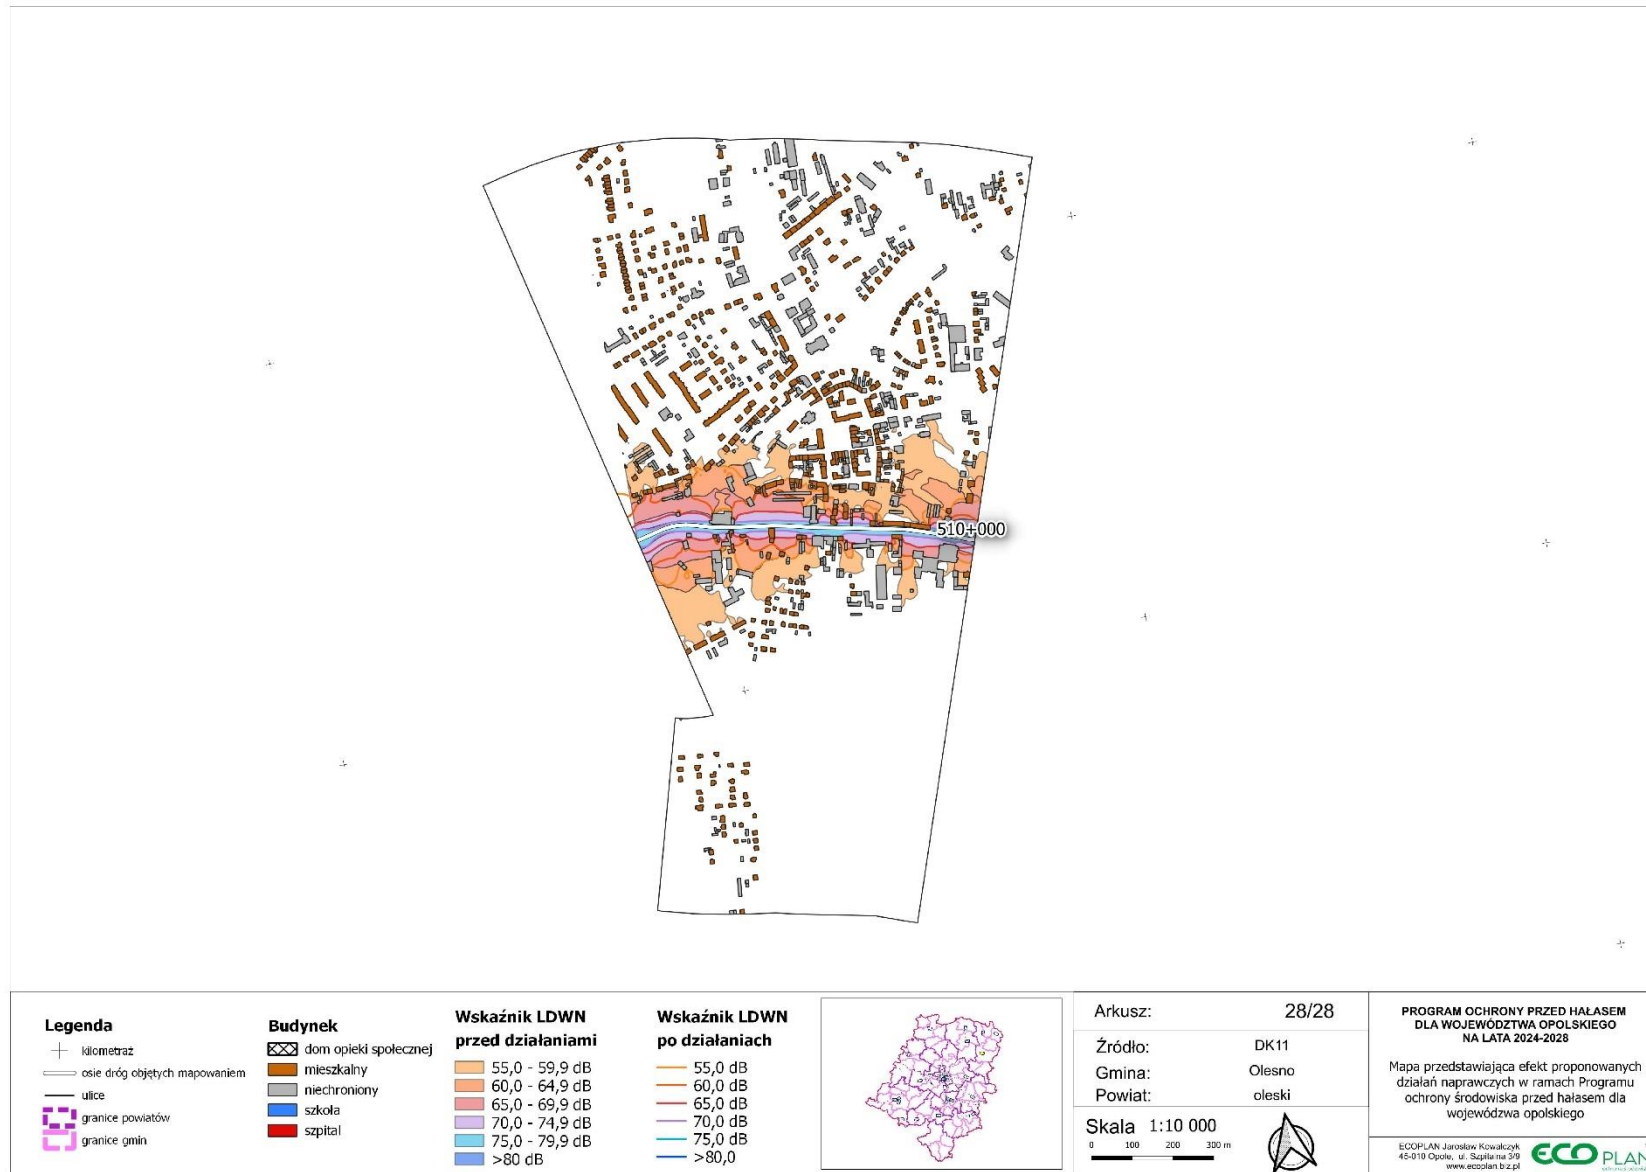 510+000
Legenda
kilometraż
osie dróg objętych mapowaniem
ulice
granice powiatów
granice gmin
Budynek
dom opieki społecznej
mieszkalny
niechroniony
szkoła
szpital
Wskaźnik LDWN
przed działaniami
55,0 - 59,9 dB
60,0 - 64,9 dB
65,0 - 69,9 dB
70,0 - 74,9 dB
75,0 - 79,9 dB
>80 dB
Wskaźnik LDWN
po działaniach
55,0 dB
60,0 dB
65,0 dB
70,0 dB
75,0 dB
>80,0
Arkusz: 28/28
Źródło: DK11
Gmina: Olesno
Powiat: oleski
Skala 1:10 000
0 100 200 300 m
PROGRAM OCHRONY PRZED HAŁASEM
DLA WOJEWÓDZTWA OPOLSKIEGO
NA LATA 2024-2028
Mapa przedstawiająca efekt proponowanych
działań naprawczych w ramach Programu
ochrony środowiska przed hałasem dla
wojewódzwa opolskiego
ECOPLAN Jarosław Kowalczyk
45-010 Opole, ul. Szpitalna 3/9
www.ecoplan.biz.pl
ECO PLAN